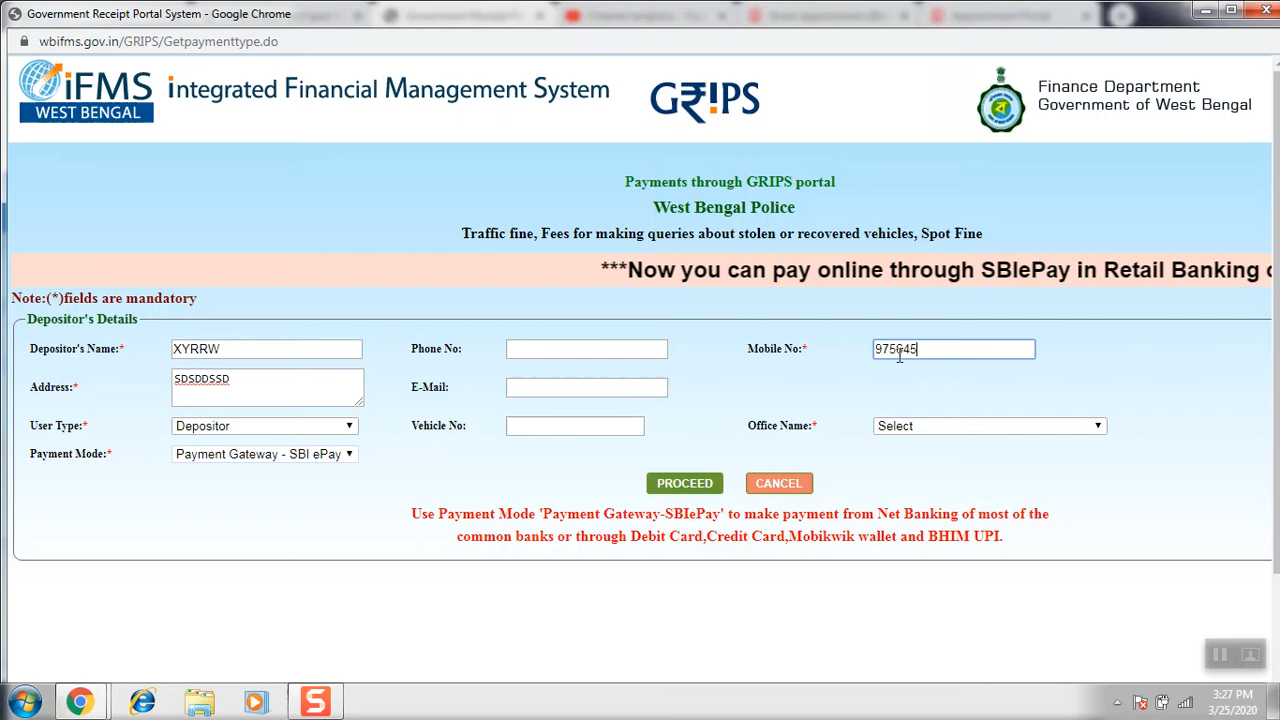 Government Receipt Portal System - Google Chrome
wbifms.gov.in/GRIPS/Getpaymenttype.do
iFMS
WEST BENGAL
Integrated Financial Management System
GRIPS
Finance Department
Government of West Bengal
Payments through GRIPS portal
West Bengal Police
Traffic fine, Fees for making queries about stolen or recovered vehicles, Spot Fine
***Now you can pay online through SBIePay in Retail Banking
Note:(*)fields are mandatory
Depositor's Details
Depositor's Name:* XYRRW Phone No: Mobile No:* 975645
Address:* SDSDDSSD E-Mail:
User Type:* Depositor Vehicle No: Office Name:* Select
Payment Mode:* Payment Gateway - SBI ePay
PROCEED CANCEL
Use Payment Mode 'Payment Gateway-SBIePay' to make payment from Net Banking of most of the
common banks or through Debit Card,Credit Card,Mobikwik wallet and BHIM UPI.
3:27 PM
3/25/2020